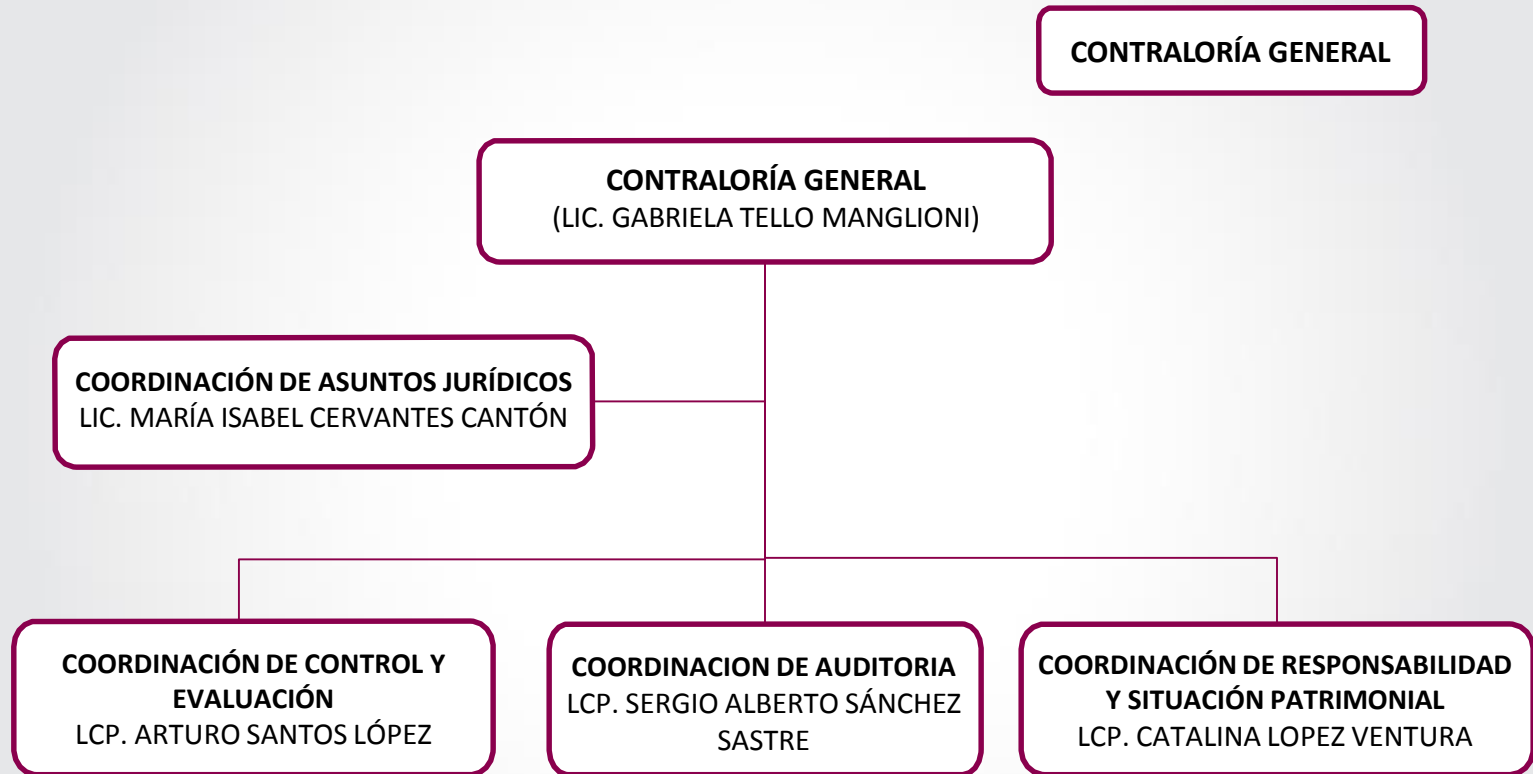 CONTRALORÍA GENERAL
CONTRALORÍA GENERAL
(LIC. GABRIELA TELLO MANGLIONI)
COORDINACIÓN DE ASUNTOS JURÍDICOS
LIC. MARÍA ISABEL CERVANTES CANTÓN
COORDINACIÓN DE CONTROL Y
EVALUACIÓN
LCP. ARTURO SANTOS LÓPEZ
COORDINACION DE AUDITORIA
LCP. SERGIO ALBERTO SÁNCHEZ
SASTRE
COORDINACIÓN DE RESPONSABILIDAD
Y SITUACIÓN PATRIMONIAL
LCP. CATALINA LOPEZ VENTURA